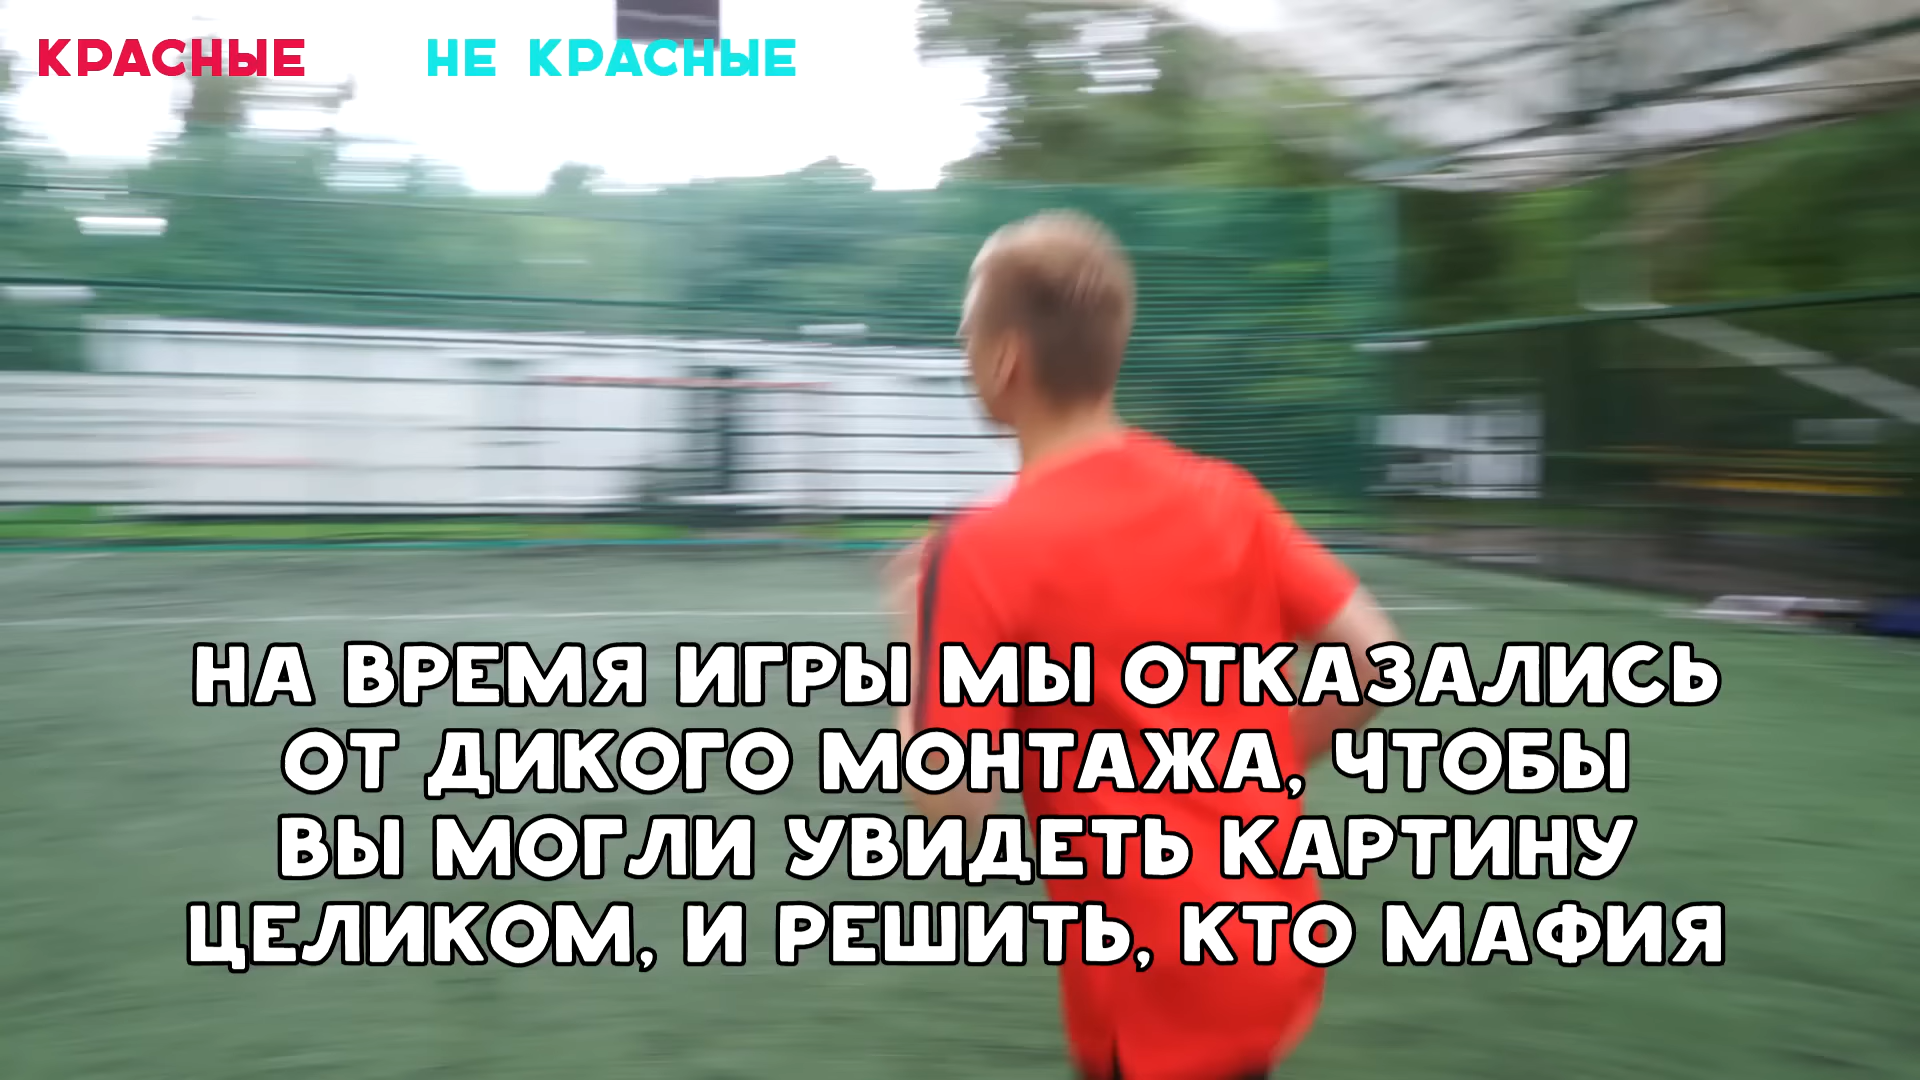 КРАСНЫЕ НЕ КРАСНЫЕ
НА ВРЕМЯ ИГРЫ МЫ ОТКАЗАЛИСЬ
ОТ ДИКОГО МОНТАЖА, ЧТОБЫ
ВЫ МОГЛИ УВИДЕТЬ КАРТИНУ
ЦЕЛИКОМ, И РЕШИТЬ, КТО МАФИЯ